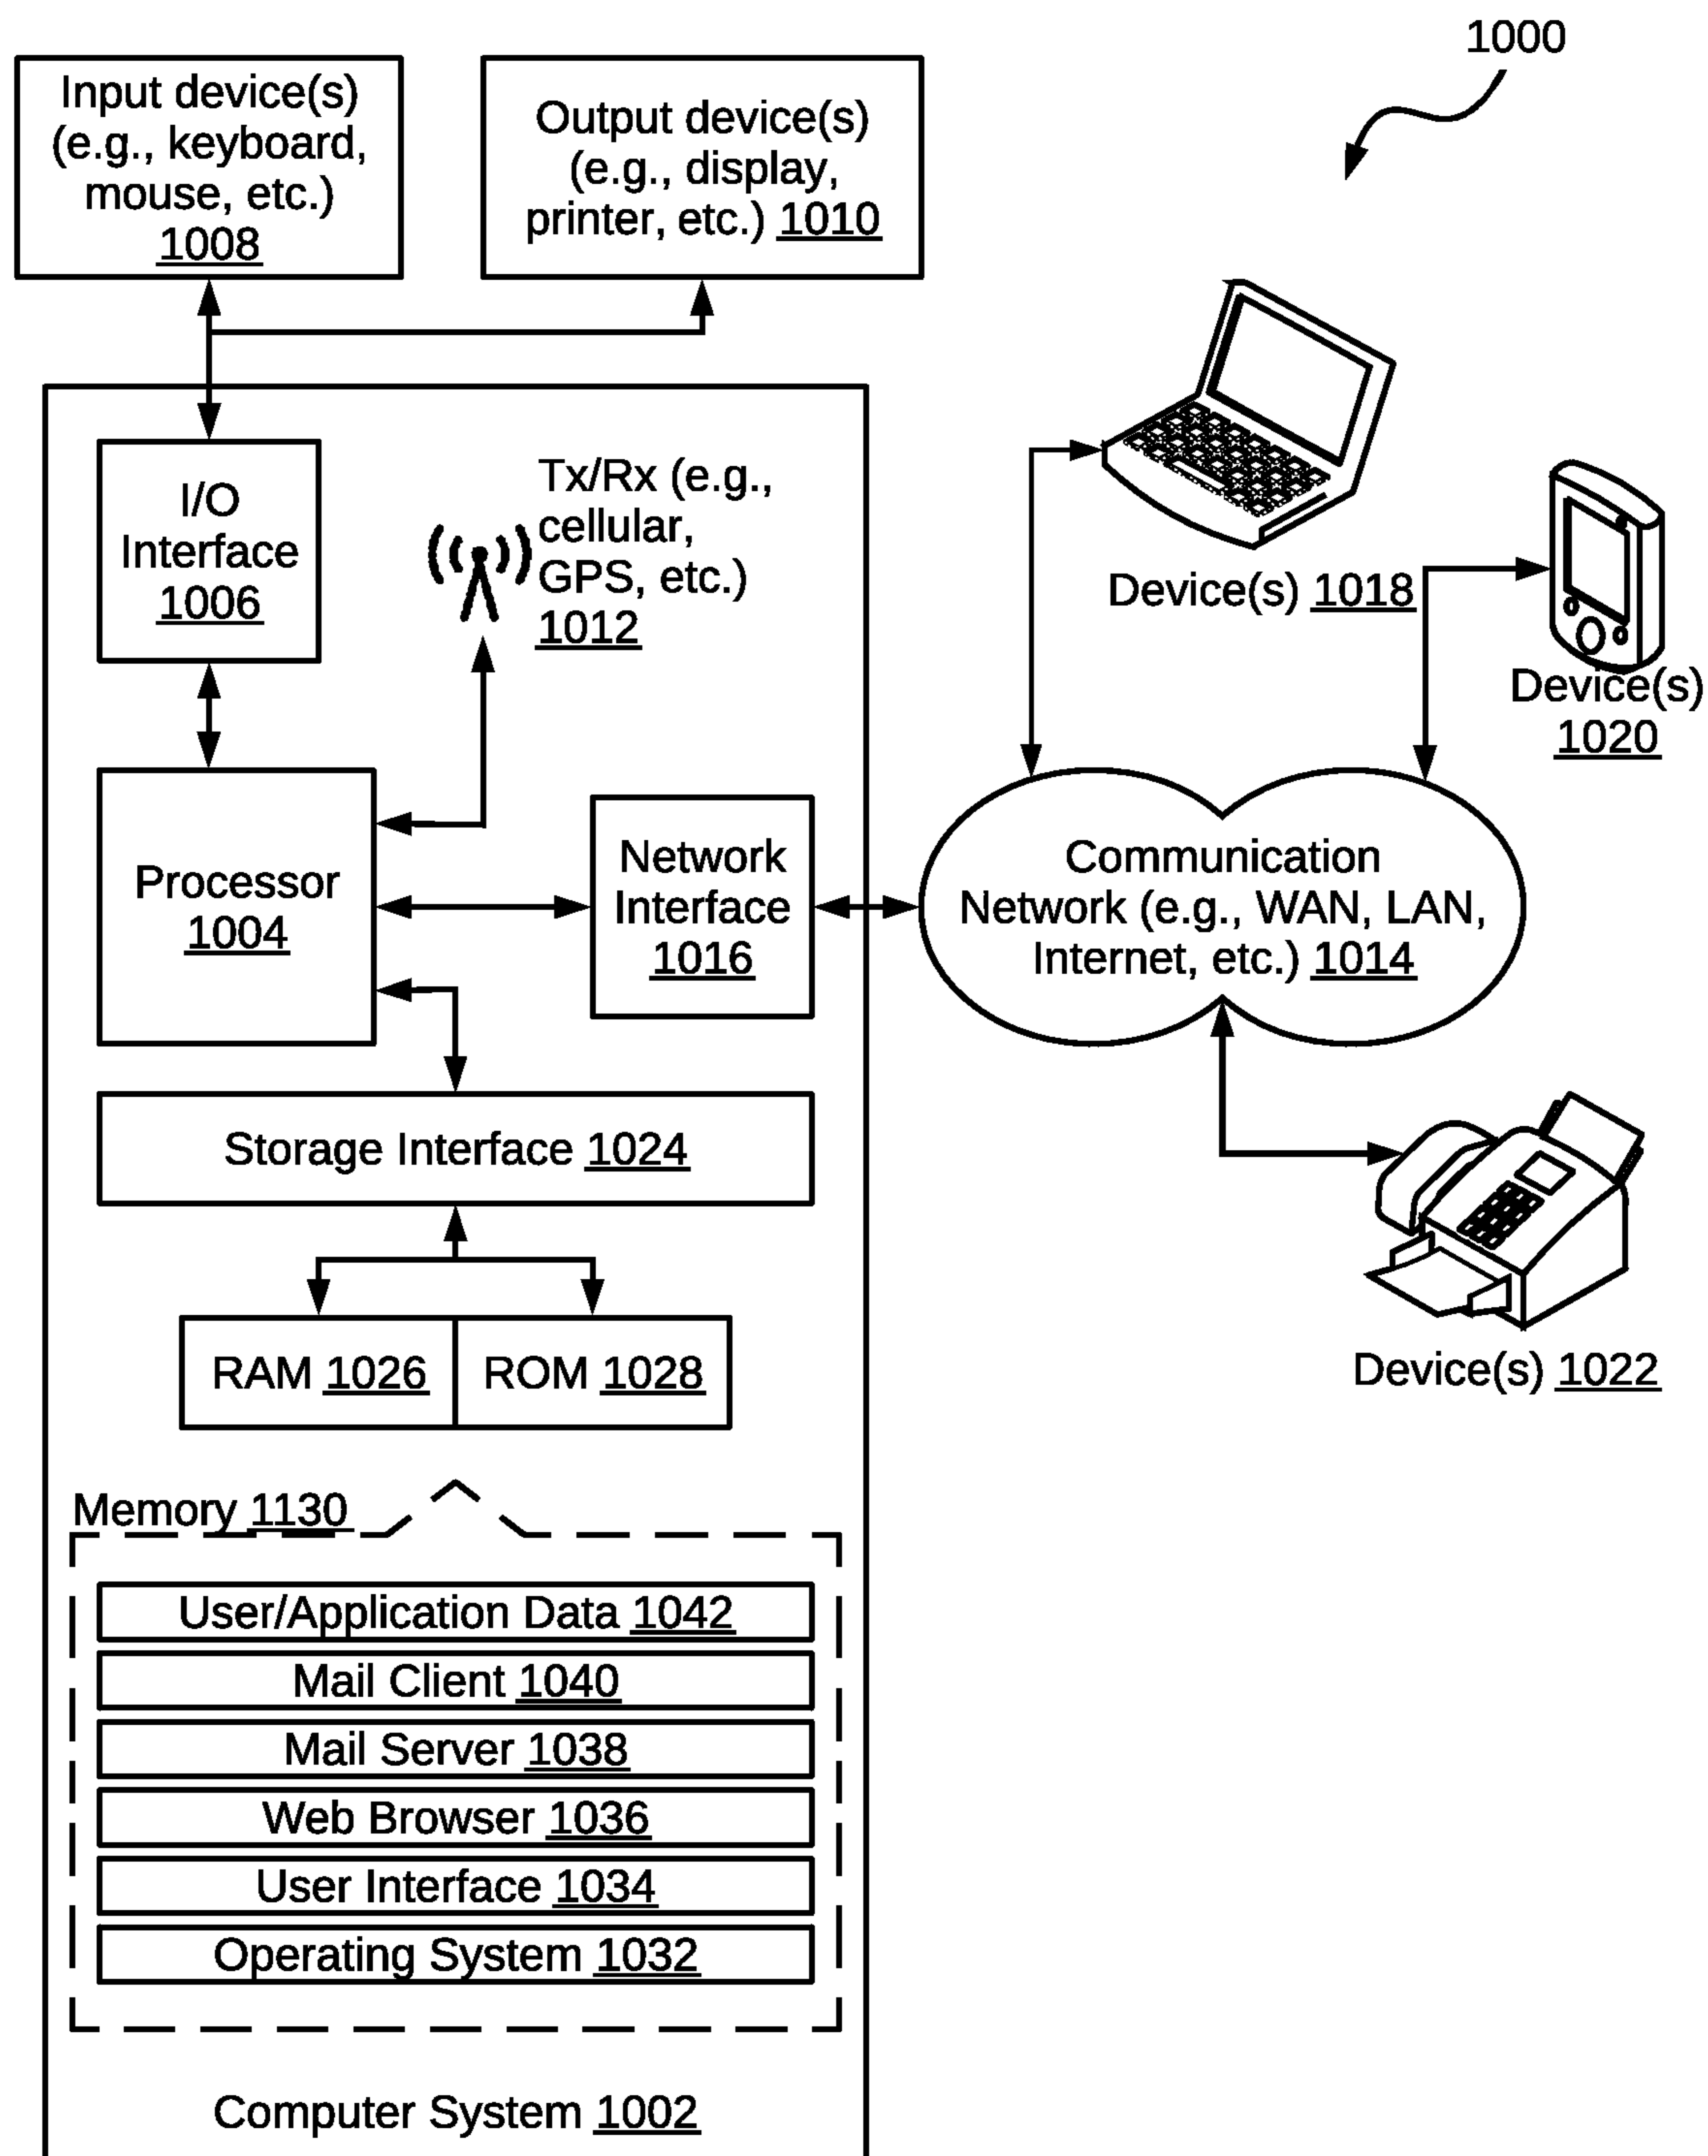 1000
Input device(s)
(e.g., keyboard,
mouse, etc.)
1008
Output device(s)
(e.g., display,
printer, etc.) 1010
I/O
Interface
1006
Tx/Rx (e.g.,
cellular,
GPS, etc.)
1012
Device(s) 1018
Device(s)
1020
Processor
1004
Network
Interface
1016
Communication
Network (e.g., WAN, LAN,
Internet, etc.) 1014
Storage Interface 1024
Device(s) 1022
RAM 1026
ROM 1028
Memory 1130
User/Application Data 1042
Mail Client 1040
Mail Server 1038
Web Browser 1036
User Interface 1034
Operating System 1032
Computer System 1002